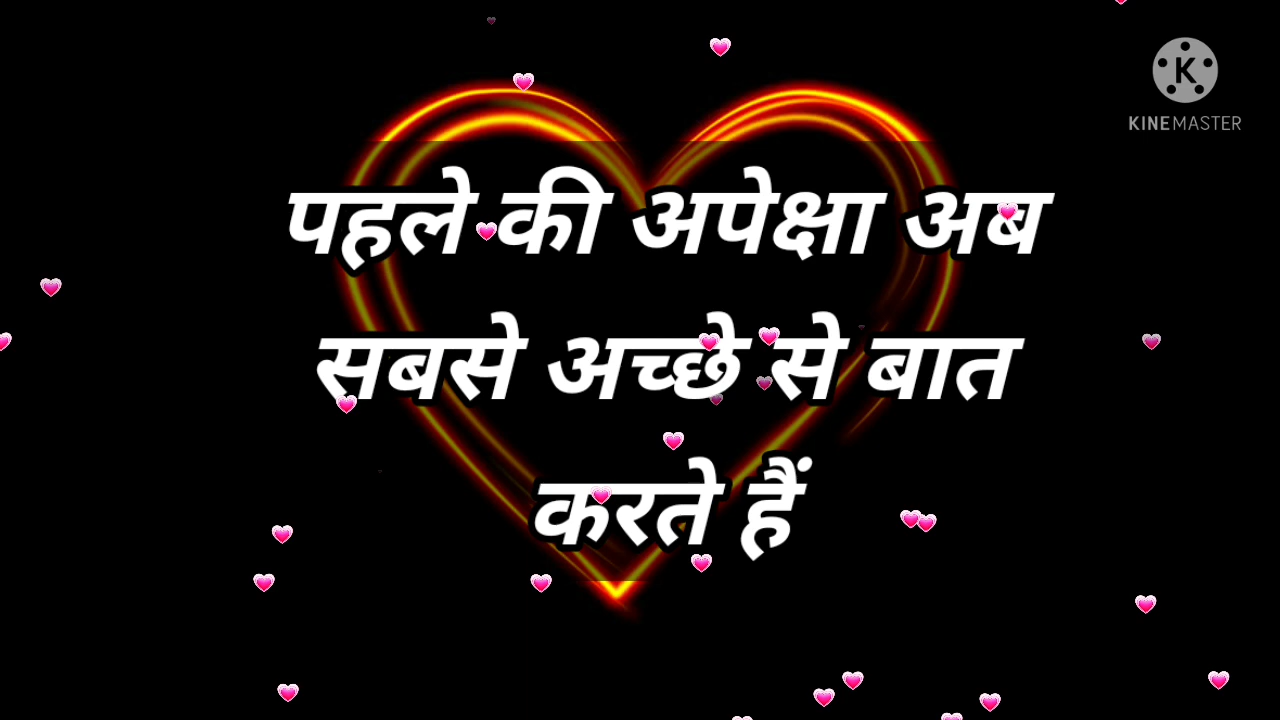 KINEMASTER
पहले की अपेक्षा अब
सबसे अच्छे से बात
करते हैं